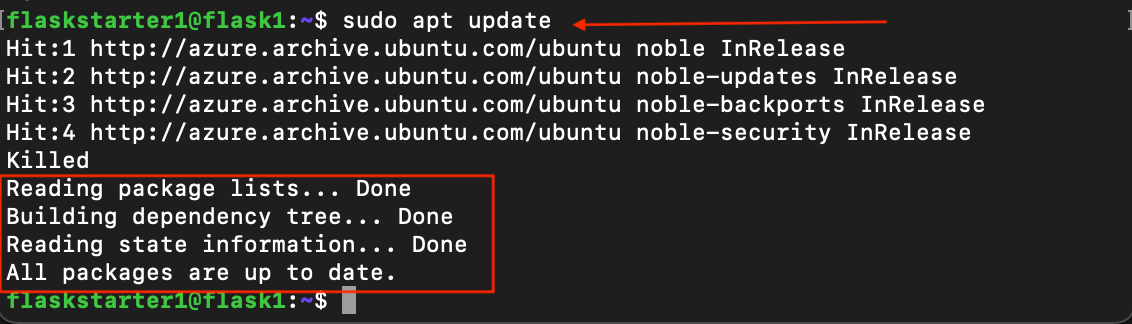 flaskstarter1@flask1:~$ sudo apt update
Hit:1 http://azure.archive.ubuntu.com/ubuntu noble InRelease
Hit:2 http://azure.archive.ubuntu.com/ubuntu noble-updates InRelease
Hit:3 http://azure.archive.ubuntu.com/ubuntu noble-backports InRelease
Hit:4 http://azure.archive.ubuntu.com/ubuntu noble-security InRelease
Killed
Reading package lists... Done
Building dependency tree... Done
Reading state information... Done
All packages are up to date.
flaskstarter1@flask1:~$